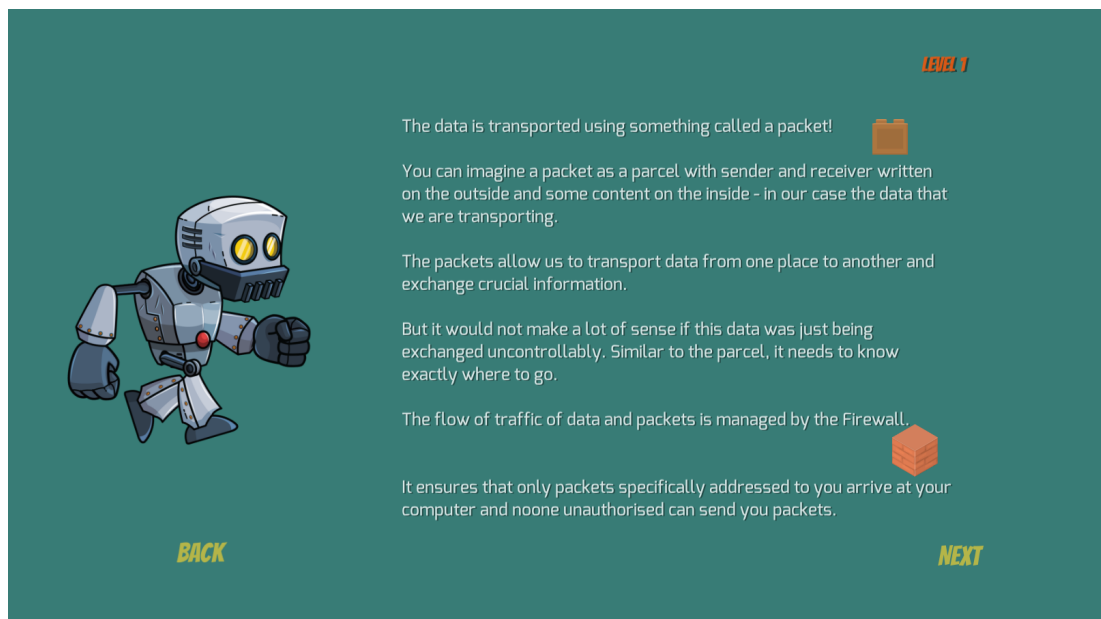 LEVEL 1
The data is transported using something called a packet!
You can imagine a packet as a parcel with sender and receiver written
on the outside and some content on the inside - in our case the data that
we are transporting.
The packets allow us to transport data from one place to another and
exchange crucial information.
But it would not make a lot of sense if this data was just being
exchanged uncontrollably. Similar to the parcel, it needs to know
exactly where to go.
The flow of traffic of data and packets is managed by the Firewall.
It ensures that only packets specifically addressed to you arrive at your
computer and noone unauthorised can send you packets.
BACK
NEXT